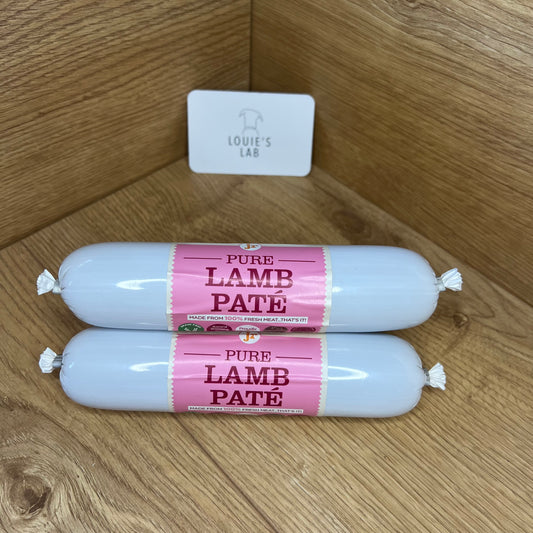 LOUIE'S
LAB
JR
PURE
LAMB
PATÉ
MADE FROM 100% FRESH MEAT...THAT'S IT!
PURE
LAMB
PATÉ
MADE FROM 100% FRESH MEAT...THAT'S IT!